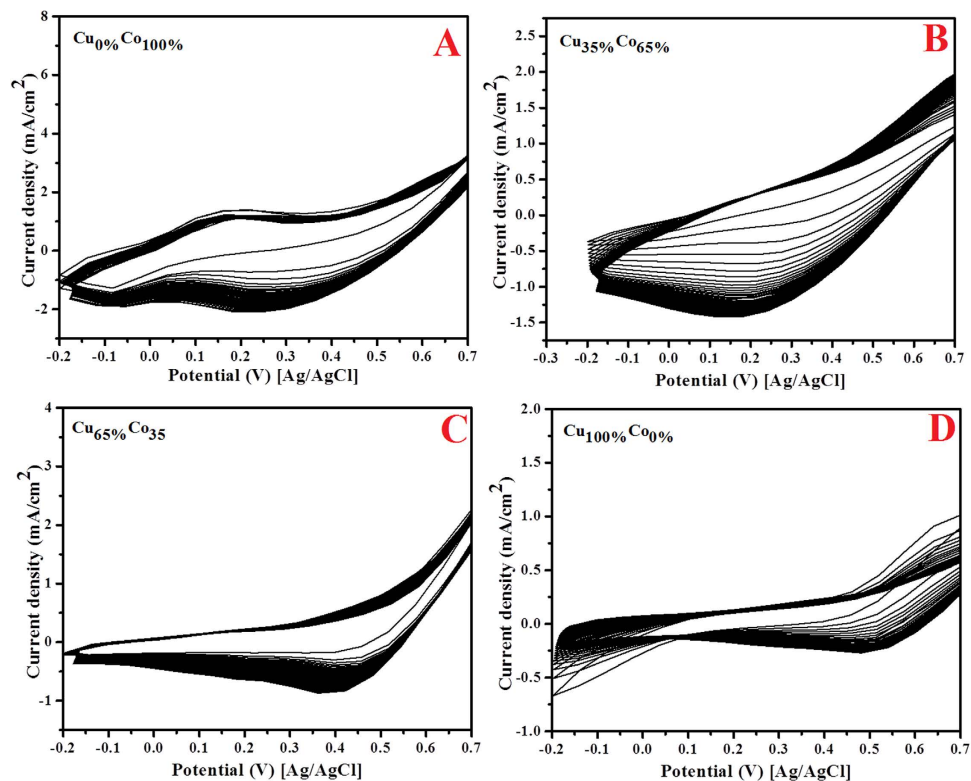 A
Cu0%Co100%
Current density (mA/cm2)
8
6
4
2
0
-2
-0.2 -0.1 0.0 0.1 0.2 0.3 0.4 0.5 0.6 0.7
Potential (V) [Ag/AgCl]
B
Cu35%Co65%
Current density (mA/cm2)
2.5
2.0
1.5
1.0
0.5
0.0
-0.5
-1.0
-1.5
-0.3 -0.2 -0.1 0.0 0.1 0.2 0.3 0.4 0.5 0.6 0.7
Potential (V) [Ag/AgCl]
C
Cu65%Co35
Current density (mA/cm2)
4
3
2
1
0
-1
-0.2 -0.1 0.0 0.1 0.2 0.3 0.4 0.5 0.6 0.7
Potential (V) [Ag/AgCl]
D
Cu100%Co0%
Current density (mA/cm2)
2.0
1.5
1.0
0.5
0.0
-0.5
-1.0
-0.2 -0.1 0.0 0.1 0.2 0.3 0.4 0.5 0.6 0.7
Potential (V) [Ag/AgCl]